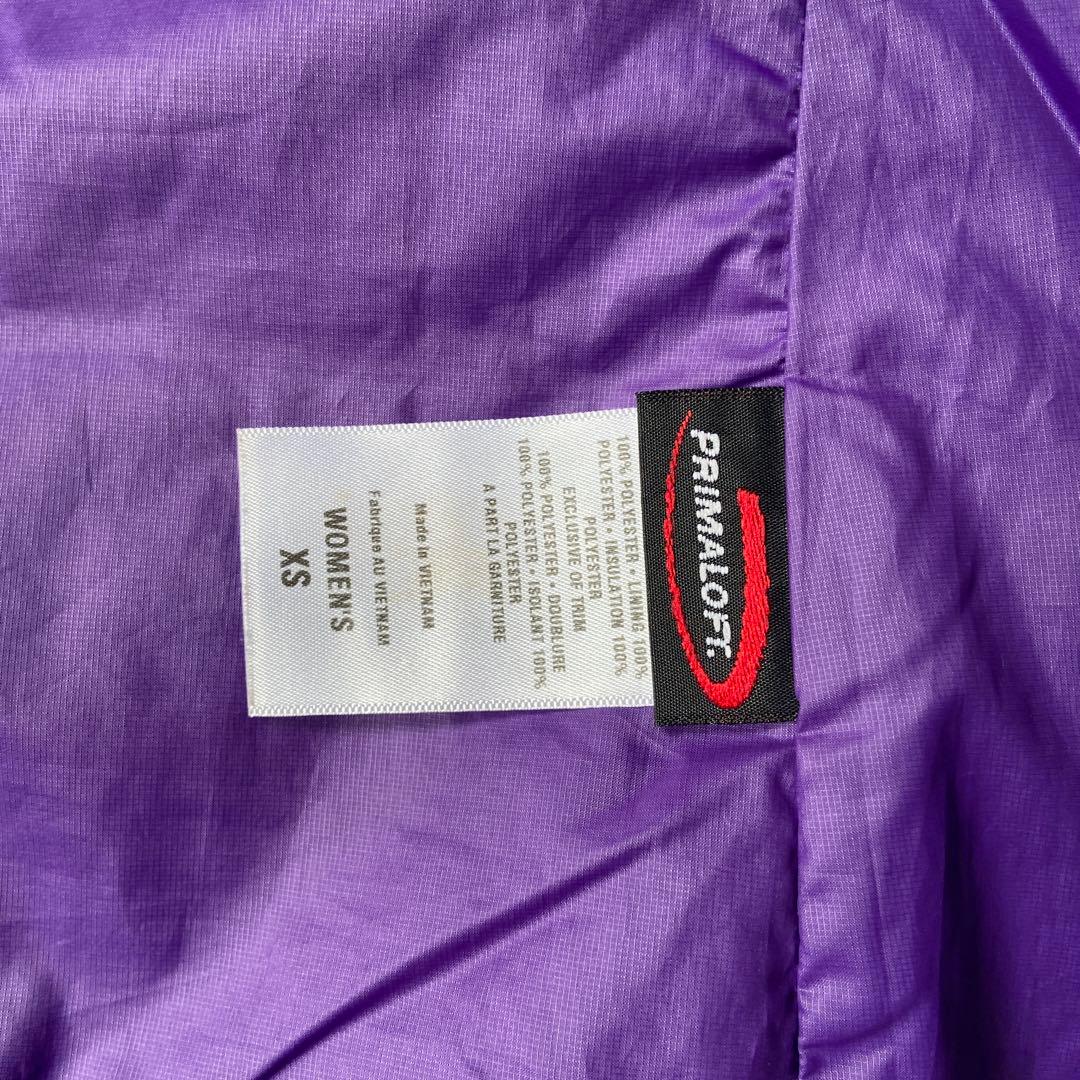 PRIMALOFT.
100% POLYESTER • LINING 100%
POLYESTER • INSULATION 100%
POLYESTER
EXCLUSIVE OF TRIM
100% POLYESTER • DOUBLURE
100% POLYESTER • ISOLANT 100%
POLYESTER
A PART LA GARNITURE
Made in VIETNAM
Fabrique AU VIETNAM
WOMEN'S
XS